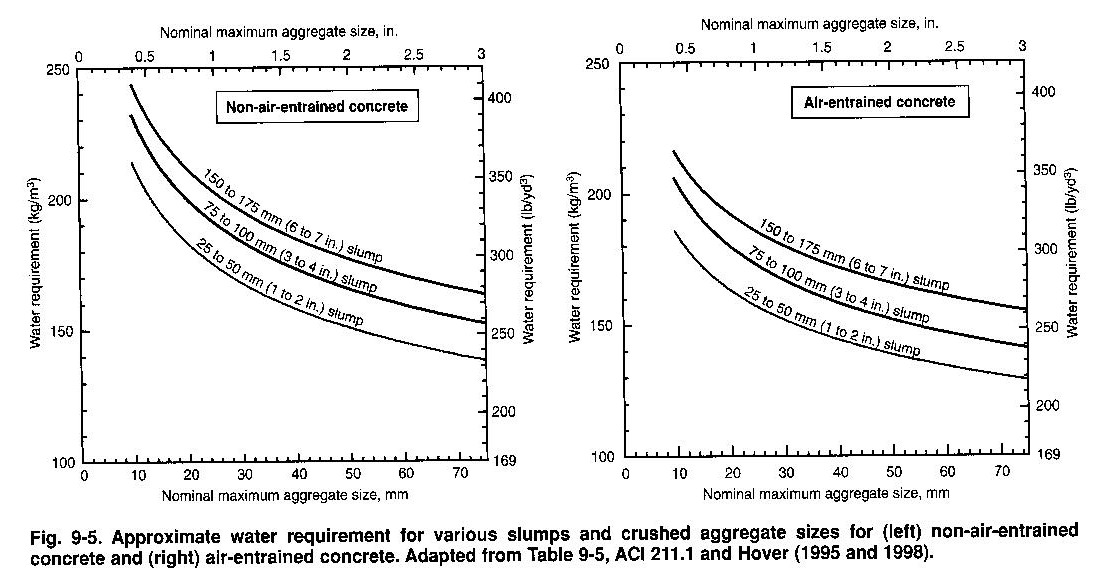 Nominal maximum aggregate size, in.
0 0.5 1 1.5 2 2.5 3
250
200
150
100
Water requirement (kg/m³)
Non-air-entrained concrete
150 to 175 mm (6 to 7 in.) slump
75 to 100 mm (3 to 4 in.) slump
25 to 50 mm (1 to 2 in.) slump
400
350
300
250
200
169
Water requirement (lb/yd³)
0 10 20 30 40 50 60 70
Nominal maximum aggregate size, mm
Nominal maximum aggregate size, in.
0 0.5 1 1.5 2 2.5 3
250
200
150
100
Water requirement (kg/m³)
Air-entrained concrete
150 to 175 mm (6 to 7 in.) slump
75 to 100 mm (3 to 4 in.) slump
25 to 50 mm (1 to 2 in.) slump
400
350
300
250
200
169
Water requirement (lb/yd³)
0 10 20 30 40 50 60 70
Nominal maximum aggregate size, mm
Fig. 9-5. Approximate water requirement for various slumps and crushed aggregate sizes for (left) non-air-entrained
concrete and (right) air-entrained concrete. Adapted from Table 9-5, ACI 211.1 and Hover (1995 and 1998).